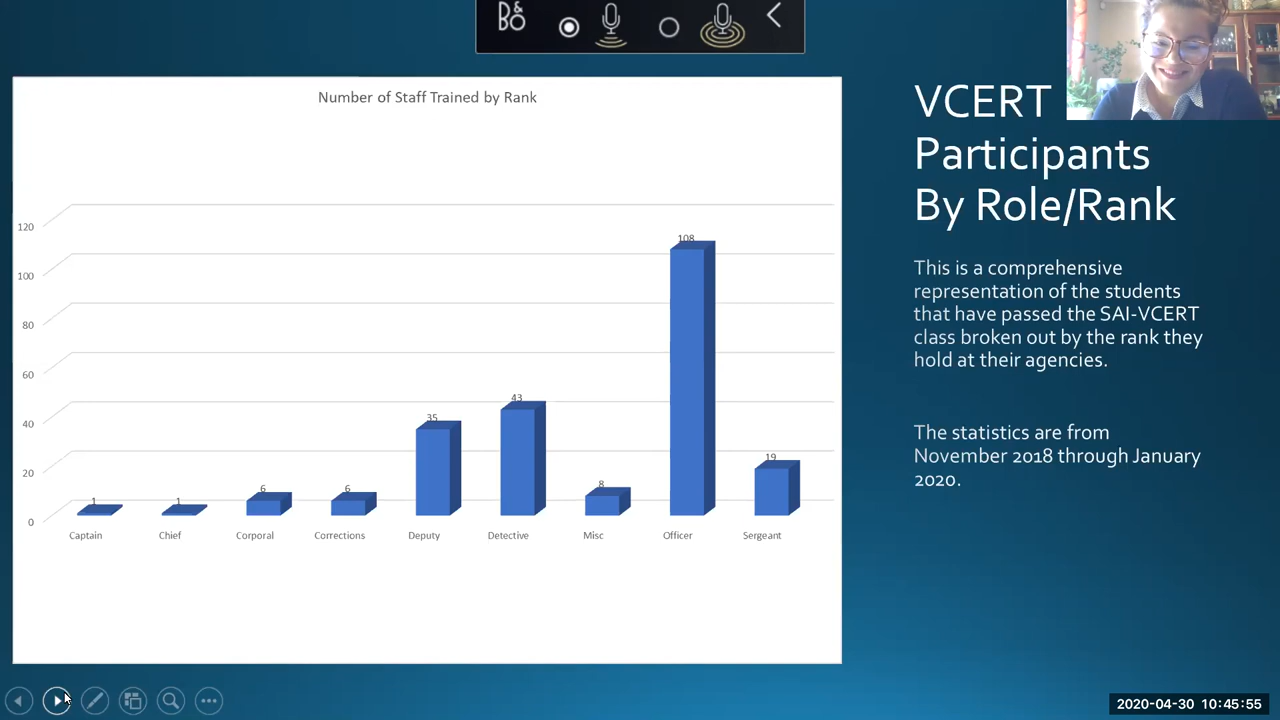 B&O
Number of Staff Trained by Rank
VCERT
Participants
By Role/Rank
This is a comprehensive
representation of the students
that have passed the SAI-VCERT
class broken out by the rank they
hold at their agencies.
The statistics are from
November 2018 through January
2020.
120
100
80
60
40
20
0
1
1
6
6
35
43
8
108
19
Captain
Chief
Corporal
Corrections
Deputy
Detective
Misc
Officer
Sergeant
2020-04-30 10:45:55